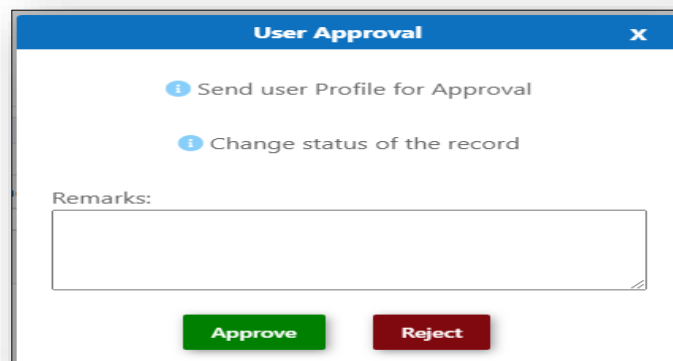 User Approval x
Send user Profile for Approval
Change status of the record
Remarks:
Approve Reject